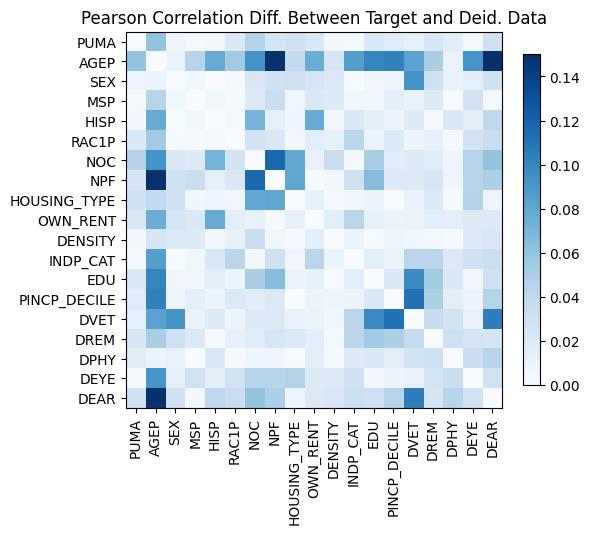 Pearson Correlation Diff. Between Target and Deid. Data
PUMA
AGEP
SEX
MSP
HISP
RAC1P
NOC
NPF
HOUSING_TYPE
OWN_RENT
DENSITY
INDP_CAT
EDU
PINCP_DECILE
DVET
DREM
DPHY
DEYE
DEAR
PUMA
AGEP
SEX
MSP
HISP
RAC1P
NOC
NPF
HOUSING_TYPE
OWN_RENT
DENSITY
INDP_CAT
EDU
PINCP_DECILE
DVET
DREM
DPHY
DEYE
DEAR
0.14
0.12
0.10
0.08
0.06
0.04
0.02
0.00